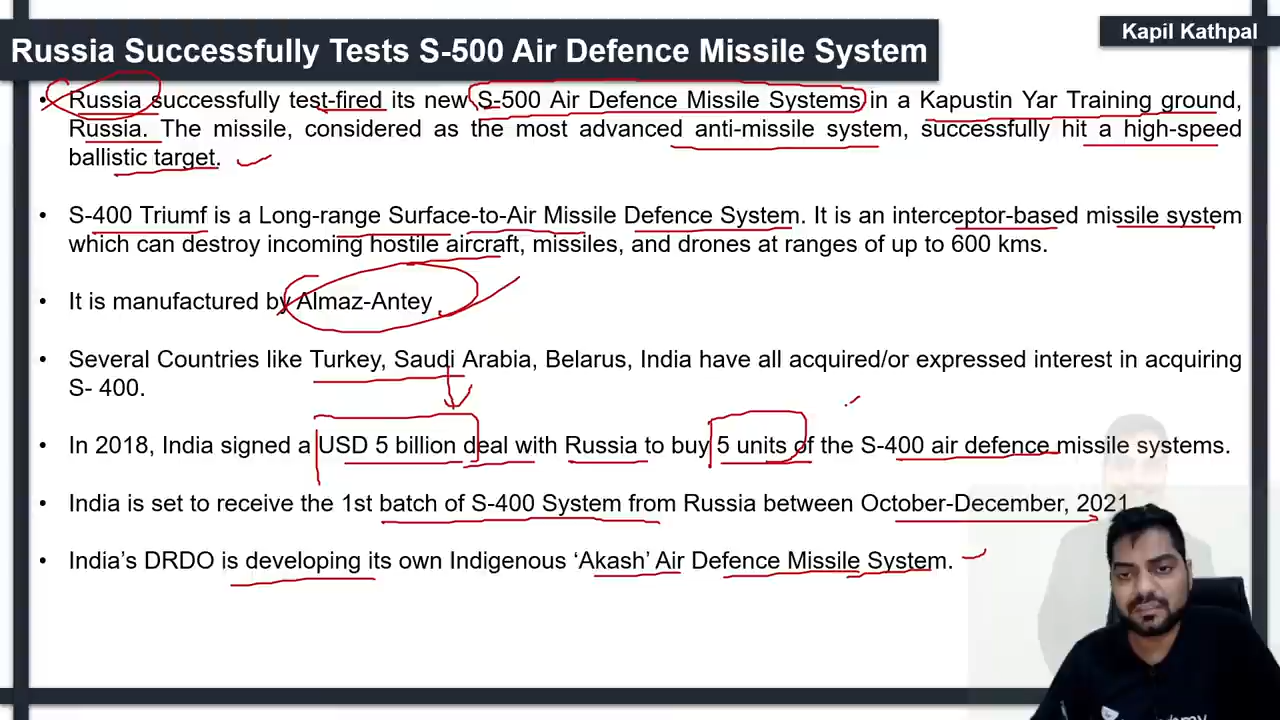 Kapil Kathpal
Russia Successfully Tests S-500 Air Defence Missile System
• Russia successfully test-fired its new S-500 Air Defence Missile Systems in a Kapustin Yar Training ground,
Russia. The missile, considered as the most advanced anti-missile system, successfully hit a high-speed
ballistic target.
• S-400 Triumf is a Long-range Surface-to-Air Missile Defence System. It is an interceptor-based missile system
which can destroy incoming hostile aircraft, missiles, and drones at ranges of up to 600 kms.
• It is manufactured by Almaz-Antey
• Several Countries like Turkey, Saudi Arabia, Belarus, India have all acquired/or expressed interest in acquiring
S- 400.
• In 2018, India signed a USD 5 billion deal with Russia to buy 5 units of the S-400 air defence missile systems.
• India is set to receive the 1st batch of S-400 System from Russia between October-December, 2021
• India's DRDO is developing its own Indigenous ‘Akash’ Air Defence Missile System.